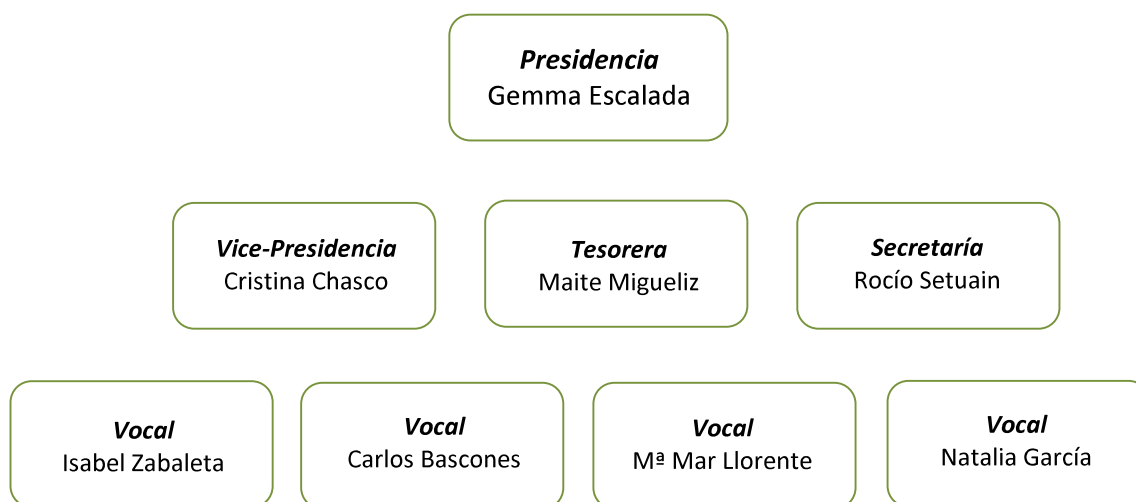 Presidencia
Gemma Escalada
Vice-Presidencia
Cristina Chasco
Tesorera
Maite Migueliz
Secretaría
Rocío Setuain
Vocal
Isabel Zabaleta
Vocal
Carlos Bascones
Vocal
Mª Mar Llorente
Vocal
Natalia García